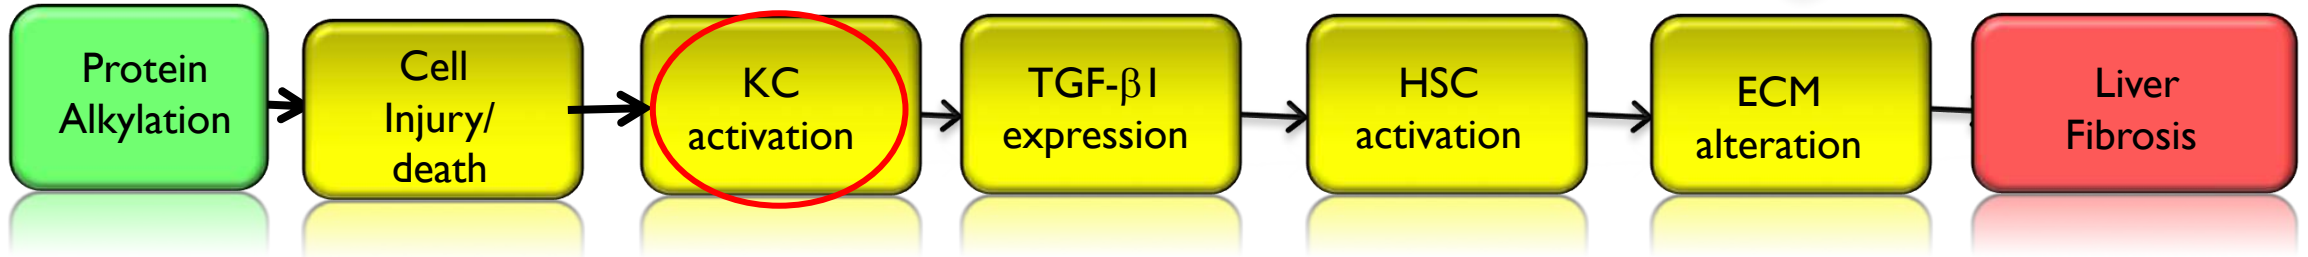 Protein
Alkylation
Cell
Injury/
death
KC
activation
TGF-β1
expression
HSC
activation
ECM
alteration
Liver
Fibrosis